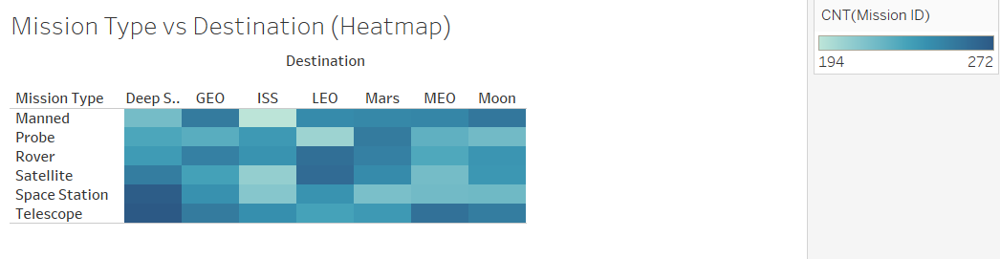 Mission Type vs Destination (Heatmap)
CNT(Mission ID)
194 272
Destination
Mission Type Deep S.. GEO ISS LEO Mars MEO Moon
Manned
Probe
Rover
Satellite
Space Station
Telescope